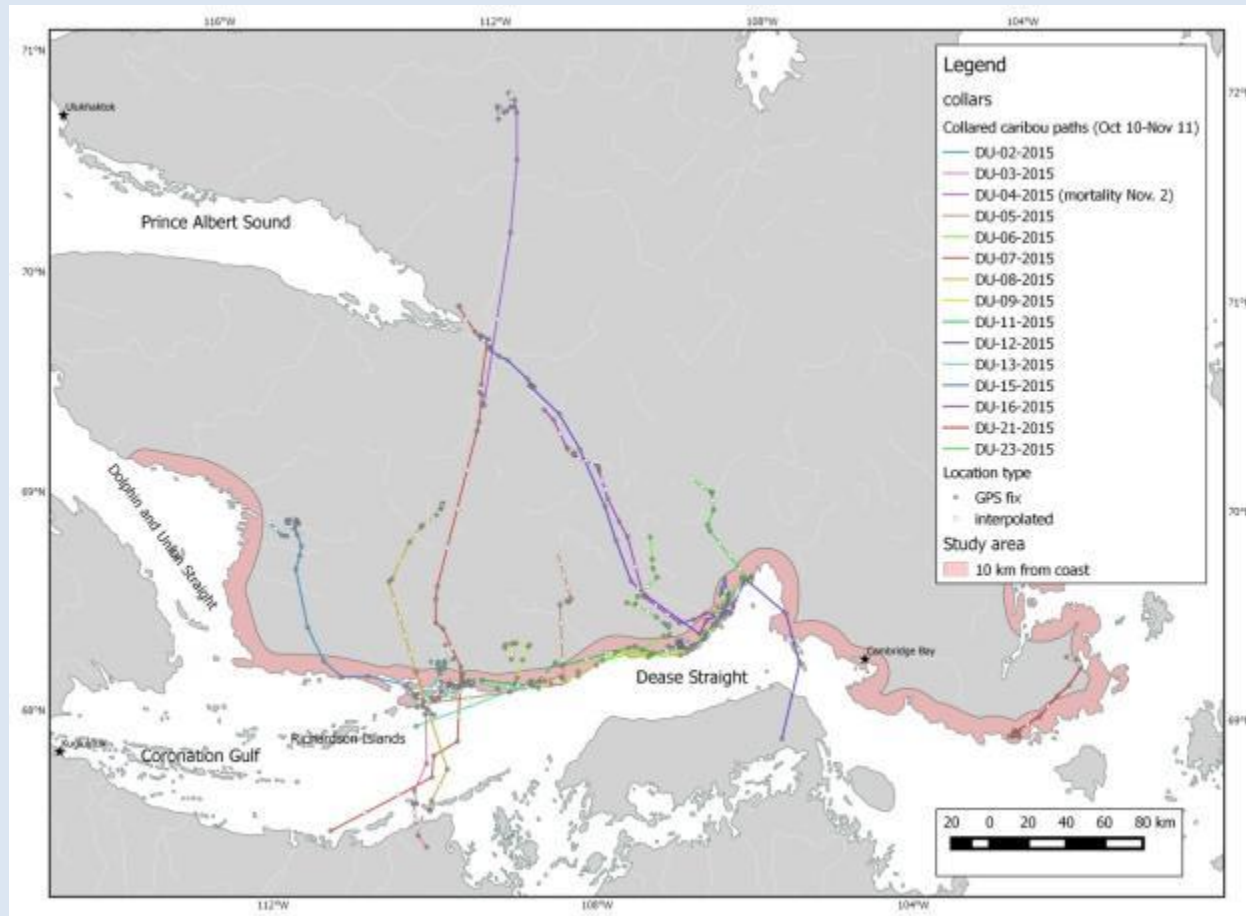 116°W 112°W 108°W 104°W
71°N
72°N
Ulukhaktok
Prince Albert Sound
70°N
71°N
69°N
70°N
Dolphin and Union Straight
Cambridge Bay
Dease Straight
68°N
69°N
Richardson Islands
Coronation Gulf
Kugluktuk
112°W 108°W 104°W
Legend
collars
Collared caribou paths (Oct 10-Nov 11)
DU-02-2015
DU-03-2015
DU-04-2015 (mortality Nov. 2)
DU-05-2015
DU-06-2015
DU-07-2015
DU-08-2015
DU-09-2015
DU-11-2015
DU-12-2015
DU-13-2015
DU-15-2015
DU-16-2015
DU-21-2015
DU-23-2015
Location type
GPS fix
interpolated
Study area
10 km from coast
20 0 20 40 60 80 km